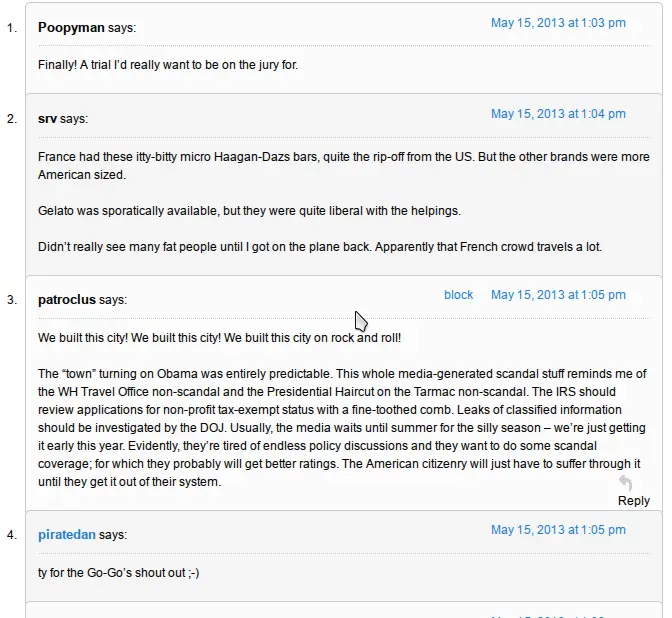 1.
Poopyman says:
May 15, 2013 at 1:03 pm
Finally! A trial I'd really want to be on the jury for.
2.
srv says:
May 15, 2013 at 1:04 pm
France had these itty-bitty micro Haagan-Dazs bars, quite the rip-off from the US. But the other brands were more
American sized.
Gelato was sporatically available, but they were quite liberal with the helpings.
Didn't really see many fat people until I got on the plane back. Apparently that French crowd travels a lot.
3.
patroclus says:
block
May 15, 2013 at 1:05 pm
We built this city! We built this city! We built this city on rock and roll!
The “town” turning on Obama was entirely predictable. This whole media-generated scandal stuff reminds me of
the WH Travel Office non-scandal and the Presidential Haircut on the Tarmac non-scandal. The IRS should
review applications for non-profit tax-exempt status with a fine-toothed comb. Leaks of classified information
should be investigated by the DOJ. Usually, the media waits until summer for the silly season – we're just getting
it early this year. Evidently, they're tired of endless policy discussions and they want to do some scandal
coverage; for which they probably will get better ratings. The American citizenry will just have to suffer through it
until they get it out of their system.
Reply
4.
piratedan says:
May 15, 2013 at 1:05 pm
ty for the Go-Go's shout out ;-)